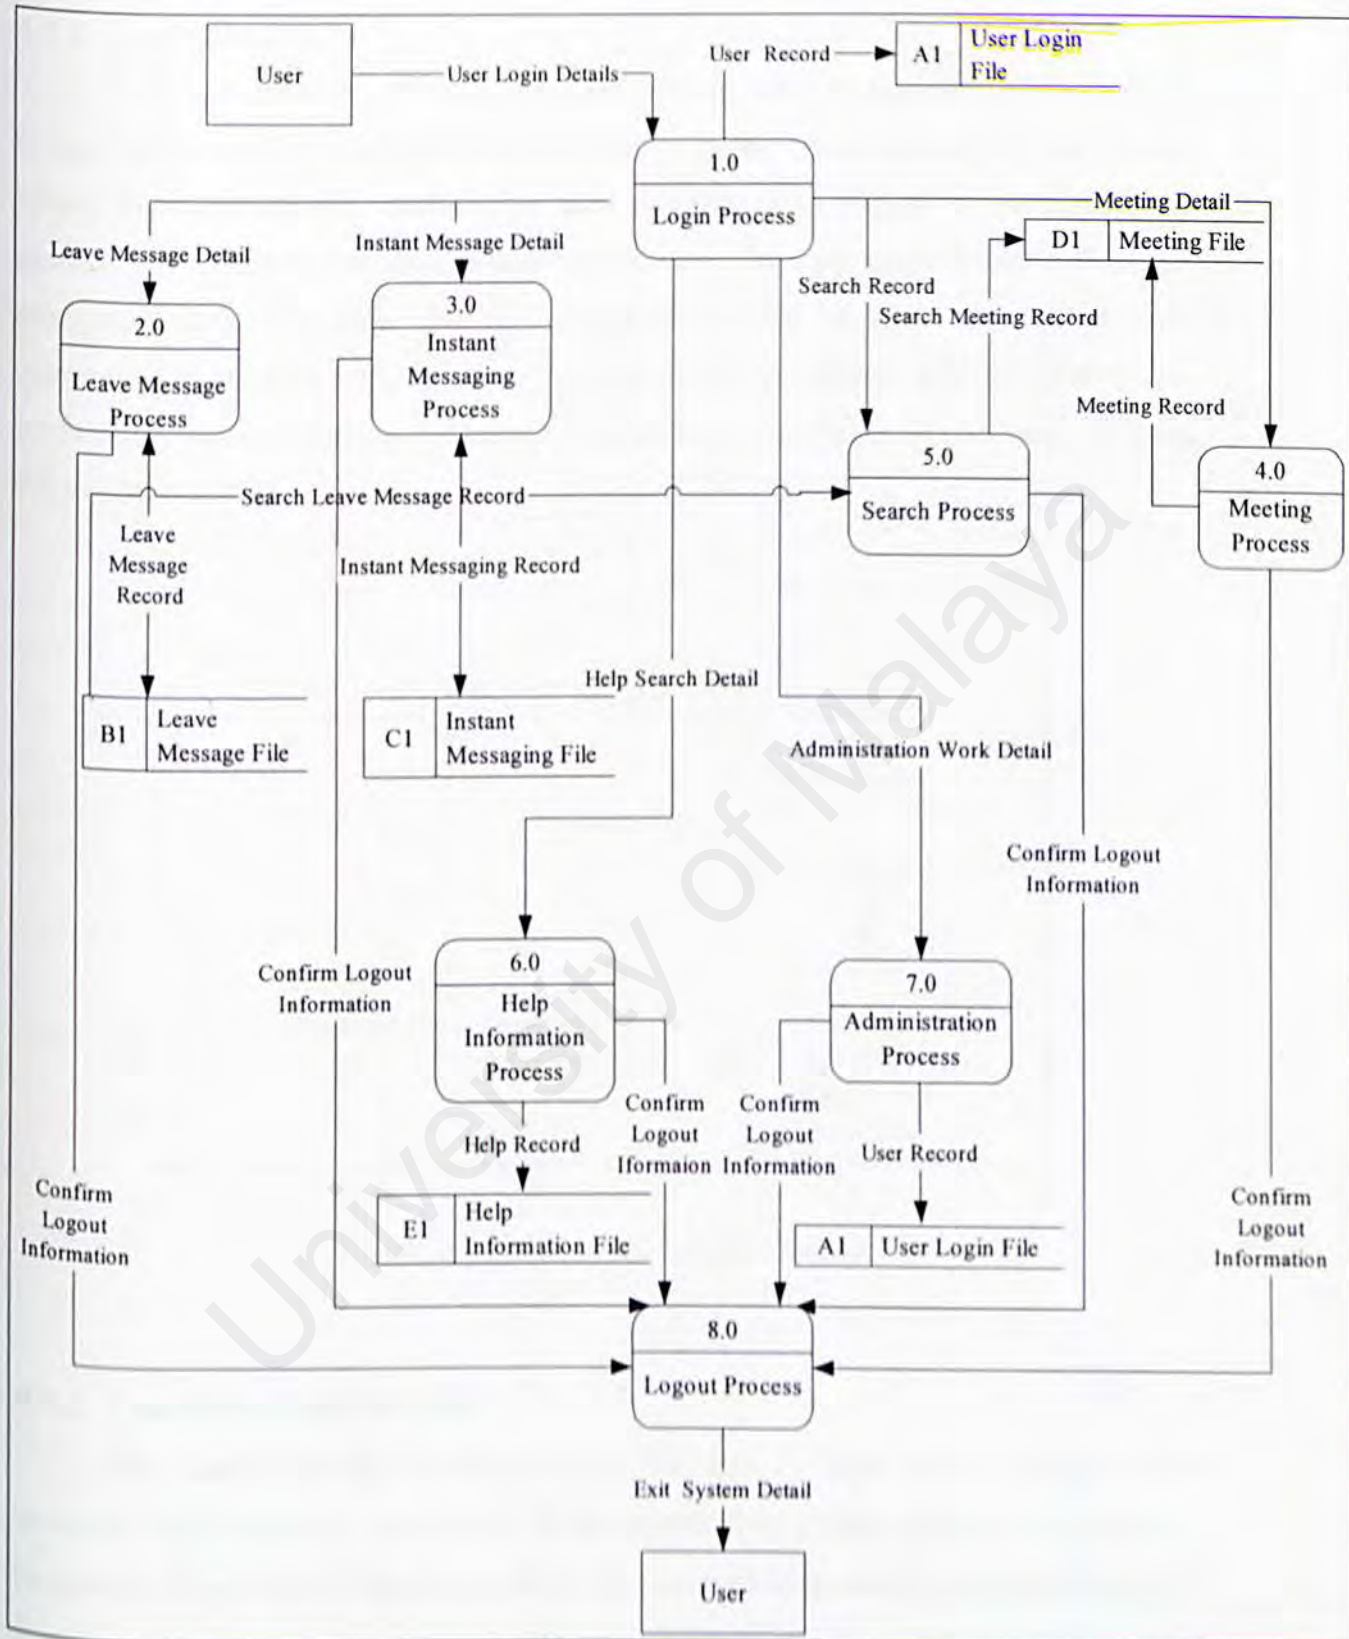 User
User Login Details
User Record
A1
User Login
File
1.0
Login Process
Meeting Detail
D1
Meeting File
Leave Message Detail
Instant Message Detail
Search Record
Search Meeting Record
2.0
Leave Message
Process
3.0
Instant
Messaging
Process
Meeting Record
5.0
Search Process
4.0
Meeting
Process
Search Leave Message Record
Leave
Message
Record
Instant Messaging Record
Help Search Detail
B1
Leave
Message File
C1
Instant
Messaging File
Administration Work Detail
Confirm Logout
Information
Confirm Logout
Information
6.0
Help
Information
Process
7.0
Administration
Process
Confirm
Logout
Iformaion
Confirm
Logout
Information
Help Record
User Record
Confirm
Logout
Information
E1
Help
Information File
A1
User Login File
Confirm
Logout
Information
8.0
Logout Process
Exit System Detail
User
University of Malaya